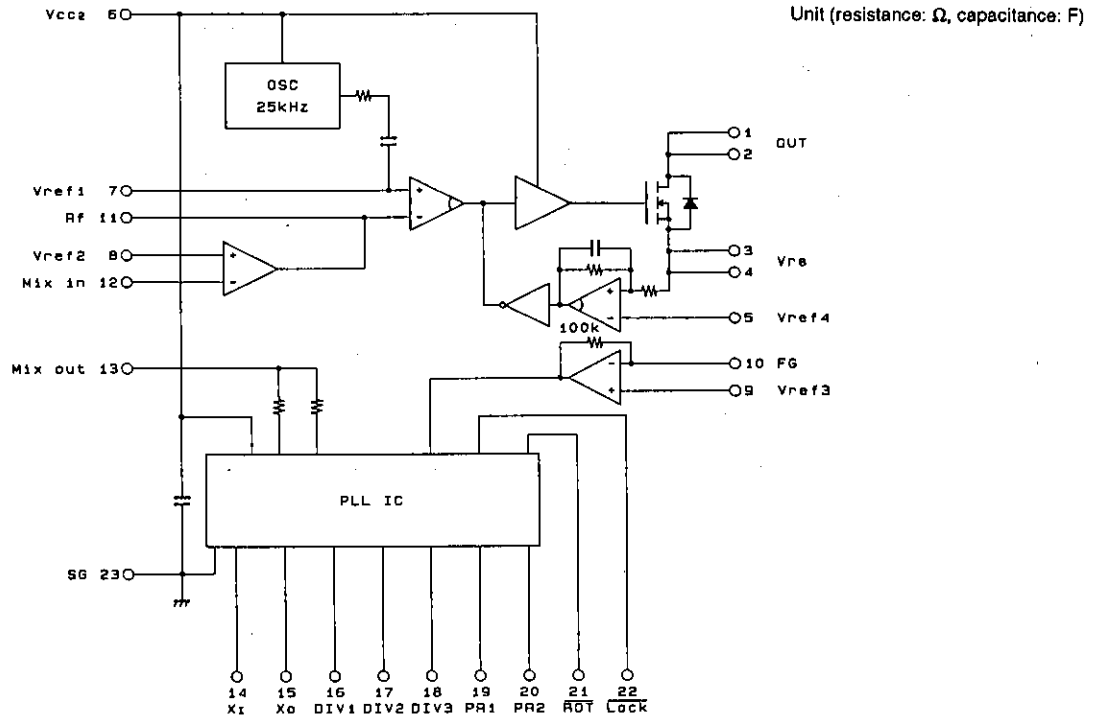 Unit (resistance: Ω, capacitance: F)
Vcc2 6
OSC
25kHz
1
OUT
2
Vref1 7
Rf 11
Vref2 8
Mix in 12
3
Vre
4
5 Vref4
100k
10 FG
9 Vref3
Mix out 13
PLL IC
SG 23
14 15 16 17 18 19 20 21 22
XI XO DIV1 DIV2 DIV3 PR1 PR2 ROT Lock